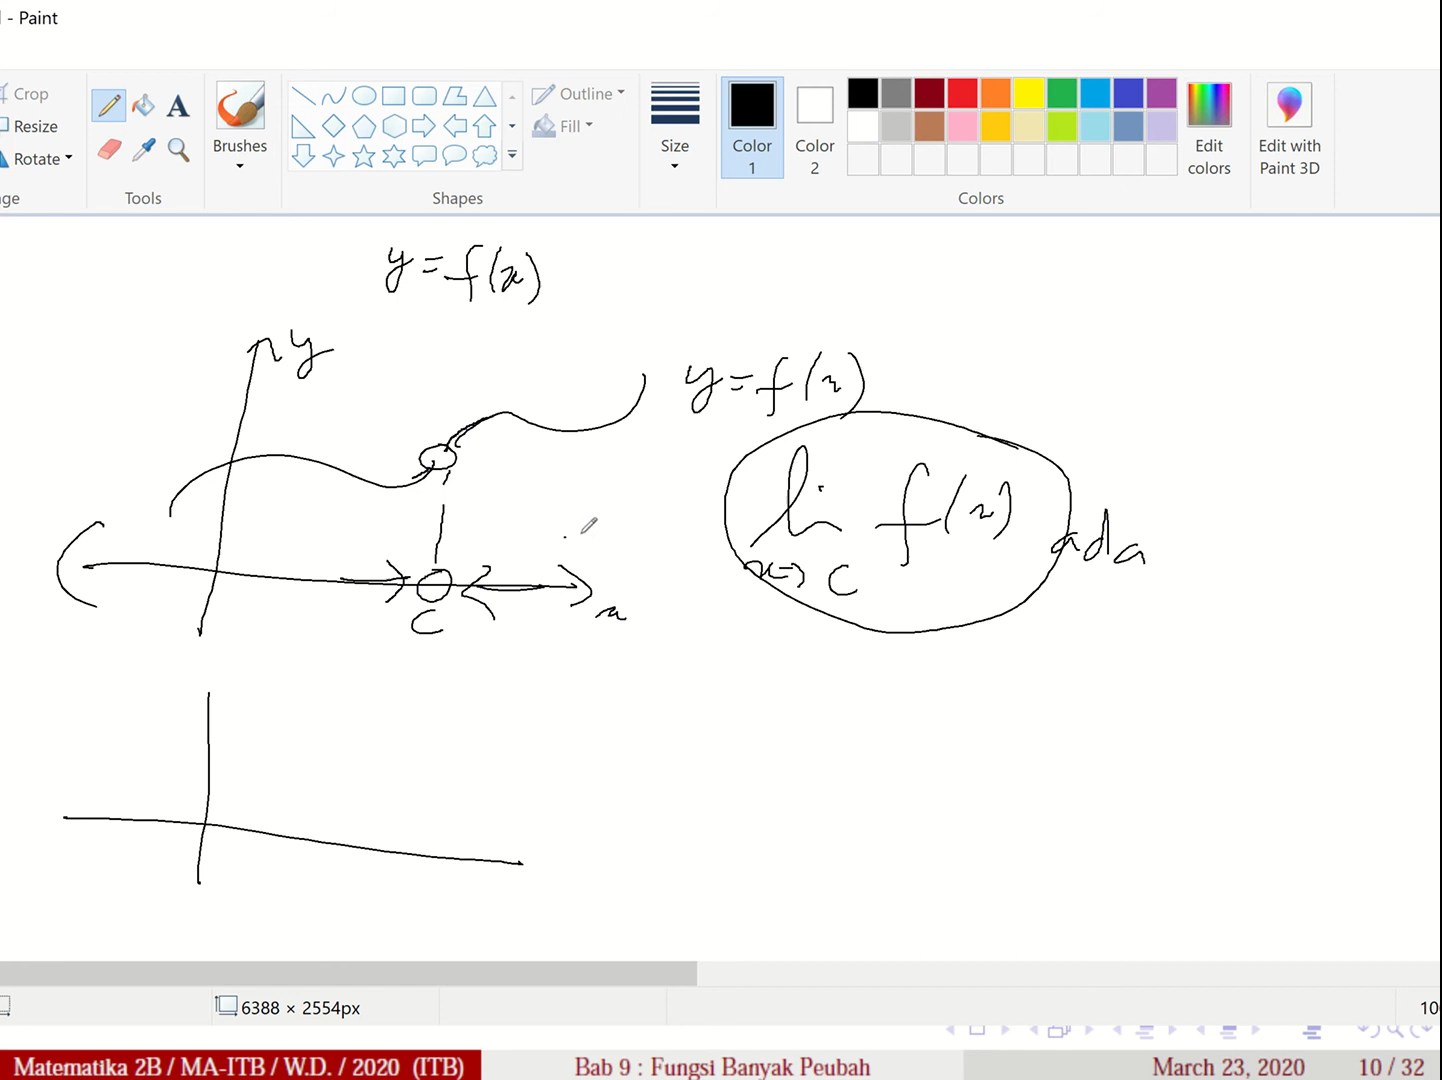 - Paint
Crop
Resize
Rotate
ge
Tools
Brushes
Shapes
Outline
Fill
Size
Color 1
Color 2
Colors
Edit colors
Edit with Paint 3D
y = f(x)
y
y = f(x)
lim f(x) ada
x → C
C
x
6388 × 2554px
10
Matematika 2B / MA-ITB / W.D. / 2020 (ITB)
Bab 9 : Fungsi Banyak Peubah
March 23, 2020
10 / 32